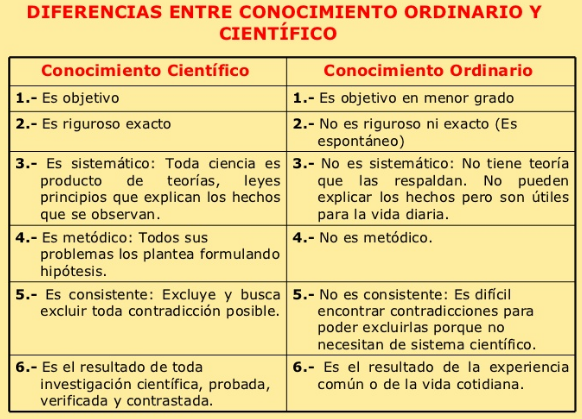 DIFERENCIAS ENTRE CONOCIMIENTO ORDINARIO Y
CIENTÍFICO
Conocimiento Científico
Conocimiento Ordinario
1.- Es objetivo
1.- Es objetivo en menor grado
2.- Es riguroso exacto
2.- No es riguroso ni exacto (Es
espontáneo)
3.- Es sistemático: Toda ciencia es
producto de teorías, leyes
principios que explican los hechos
que se observan.
3.- No es sistemático: No tiene teoría
que las respaldan. No pueden
explicar los hechos pero son útiles
para la vida diaria.
4.- Es metódico: Todos sus
problemas los plantea formulando
hipótesis.
4.- No es metódico.
5.- Es consistente: Excluye y busca
excluir toda contradicción posible.
5.- No es consistente: Es difícil
encontrar contradicciones para
poder excluirlas porque no
necesitan de sistema científico.
6.- Es el resultado de toda
investigación científica, probada,
verificada y contrastada.
6.- Es el resultado de la experiencia
común o de la vida cotidiana.